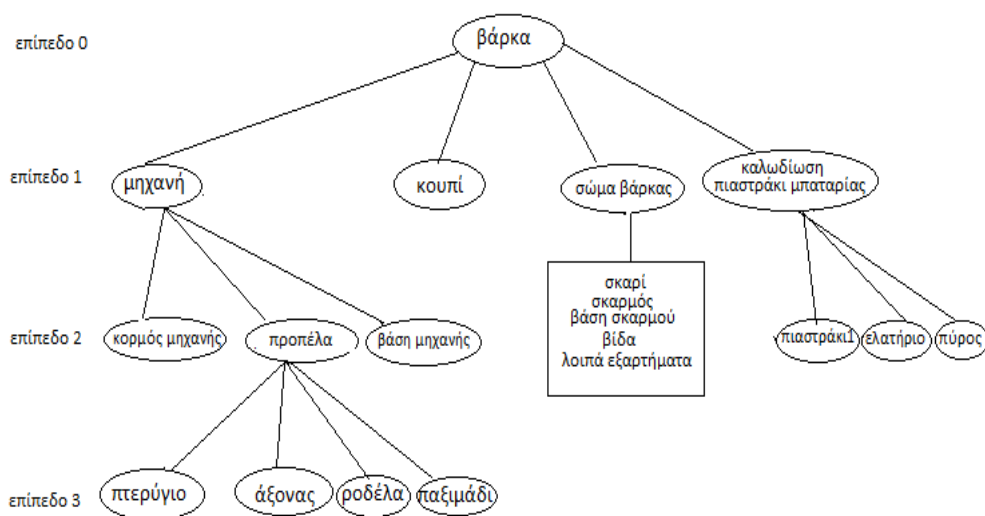 επίπεδο 0
βάρκα
επίπεδο 1
μηχανή
κουπί
σώμα βάρκας
καλωδίωση
πιαστράκι μπαταρίας
σκαρί
σκαρμός
βάση σκαρμού
βίδα
λοιπά εξαρτήματα
επίπεδο 2
κορμός μηχανής
προπέλα
βάση μηχανής
πιαστράκι1
ελατήριο
πύρος
επίπεδο 3
πτερύγιο
άξονας
ροδέλα
παξιμάδι